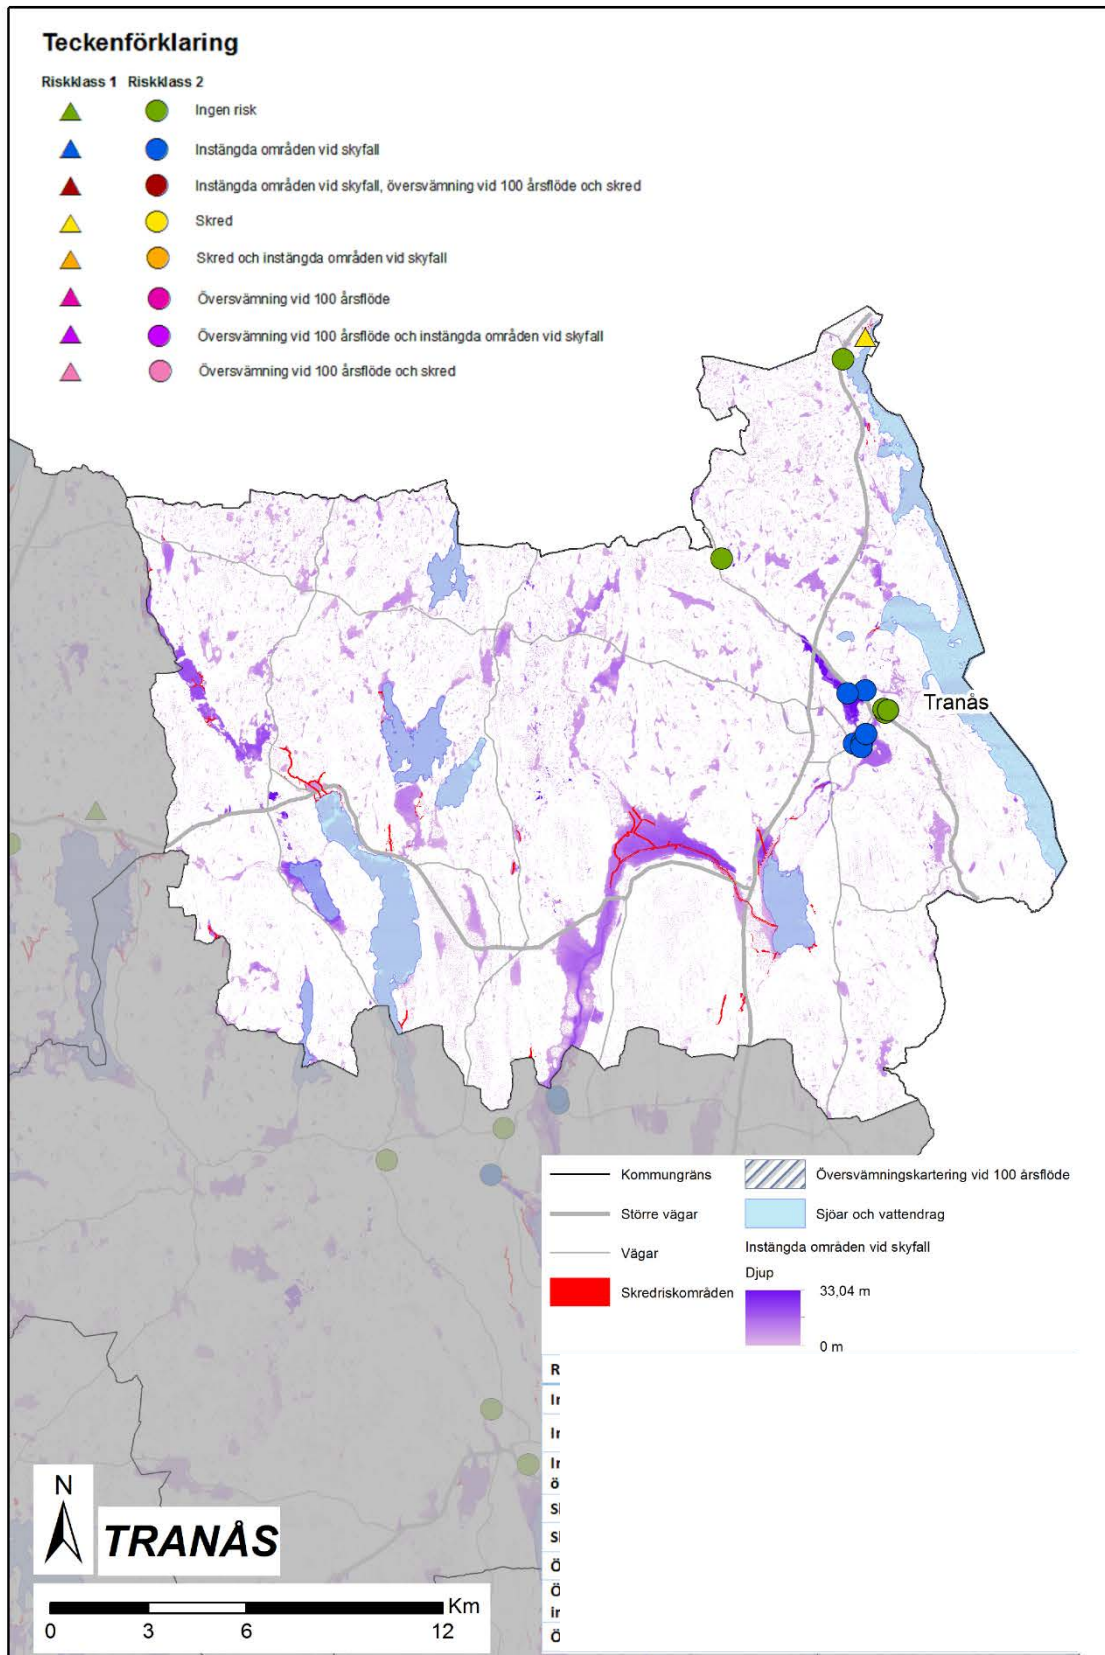 Teckenförklaring
Riskklass 1 Riskklass 2
Ingen risk
Instängda områden vid skyfall
Instängda områden vid skyfall, översvämning vid 100 årsflöde och skred
Skred
Skred och instängda områden vid skyfall
Översvämning vid 100 årsflöde
Översvämning vid 100 årsflöde och instängda områden vid skyfall
Översvämning vid 100 årsflöde och skred
Tranås
Kommungräns
Större vägar
Vägar
Skredriskområden
Översvämningskartering vid 100 årsflöde
Sjöar och vattendrag
Instängda områden vid skyfall
Djup
33,04 m
0 m
R
N
TRANÅS
Km
0 3 6 12